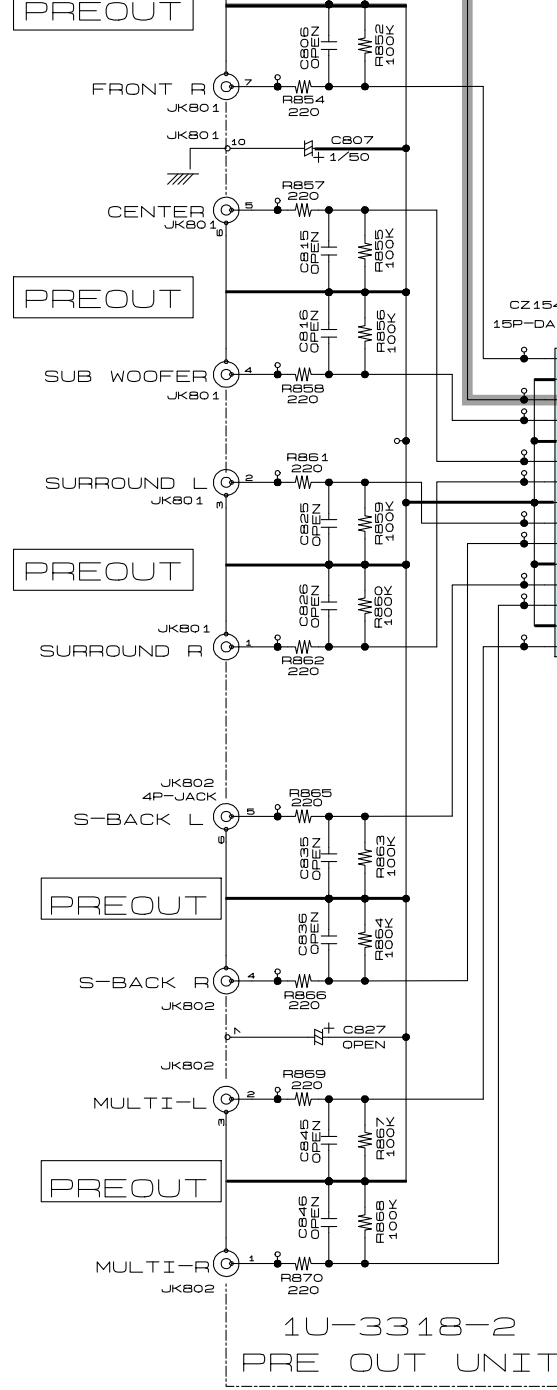 PREOUT
C806
OPEN
R852
100K
FRONT R
7
JK801
R854
220
JK801
10
C807
+ 1/50
R857
220
CENTER
5
JK801
6
C815
OPEN
R855
100K
PREOUT
C816
OPEN
R856
100K
CZ154
15P-DA
SUB WOOFER
4
JK801
R858
220
R861
220
SURROUND L
2
JK801
3
C825
OPEN
R859
100K
PREOUT
C826
OPEN
R860
100K
JK801
SURROUND R
1
R862
220
JK802
4P-JACK
R865
220
S-BACK L
5
6
C835
OPEN
R863
100K
PREOUT
C836
OPEN
R864
100K
S-BACK R
4
JK802
R866
220
7
+ C827
OPEN
JK802
R869
220
MULTI-L
2
3
C845
OPEN
R867
100K
PREOUT
C846
OPEN
R868
100K
MULTI-R
1
JK802
R870
220
1U-3318-2
PRE OUT UNIT